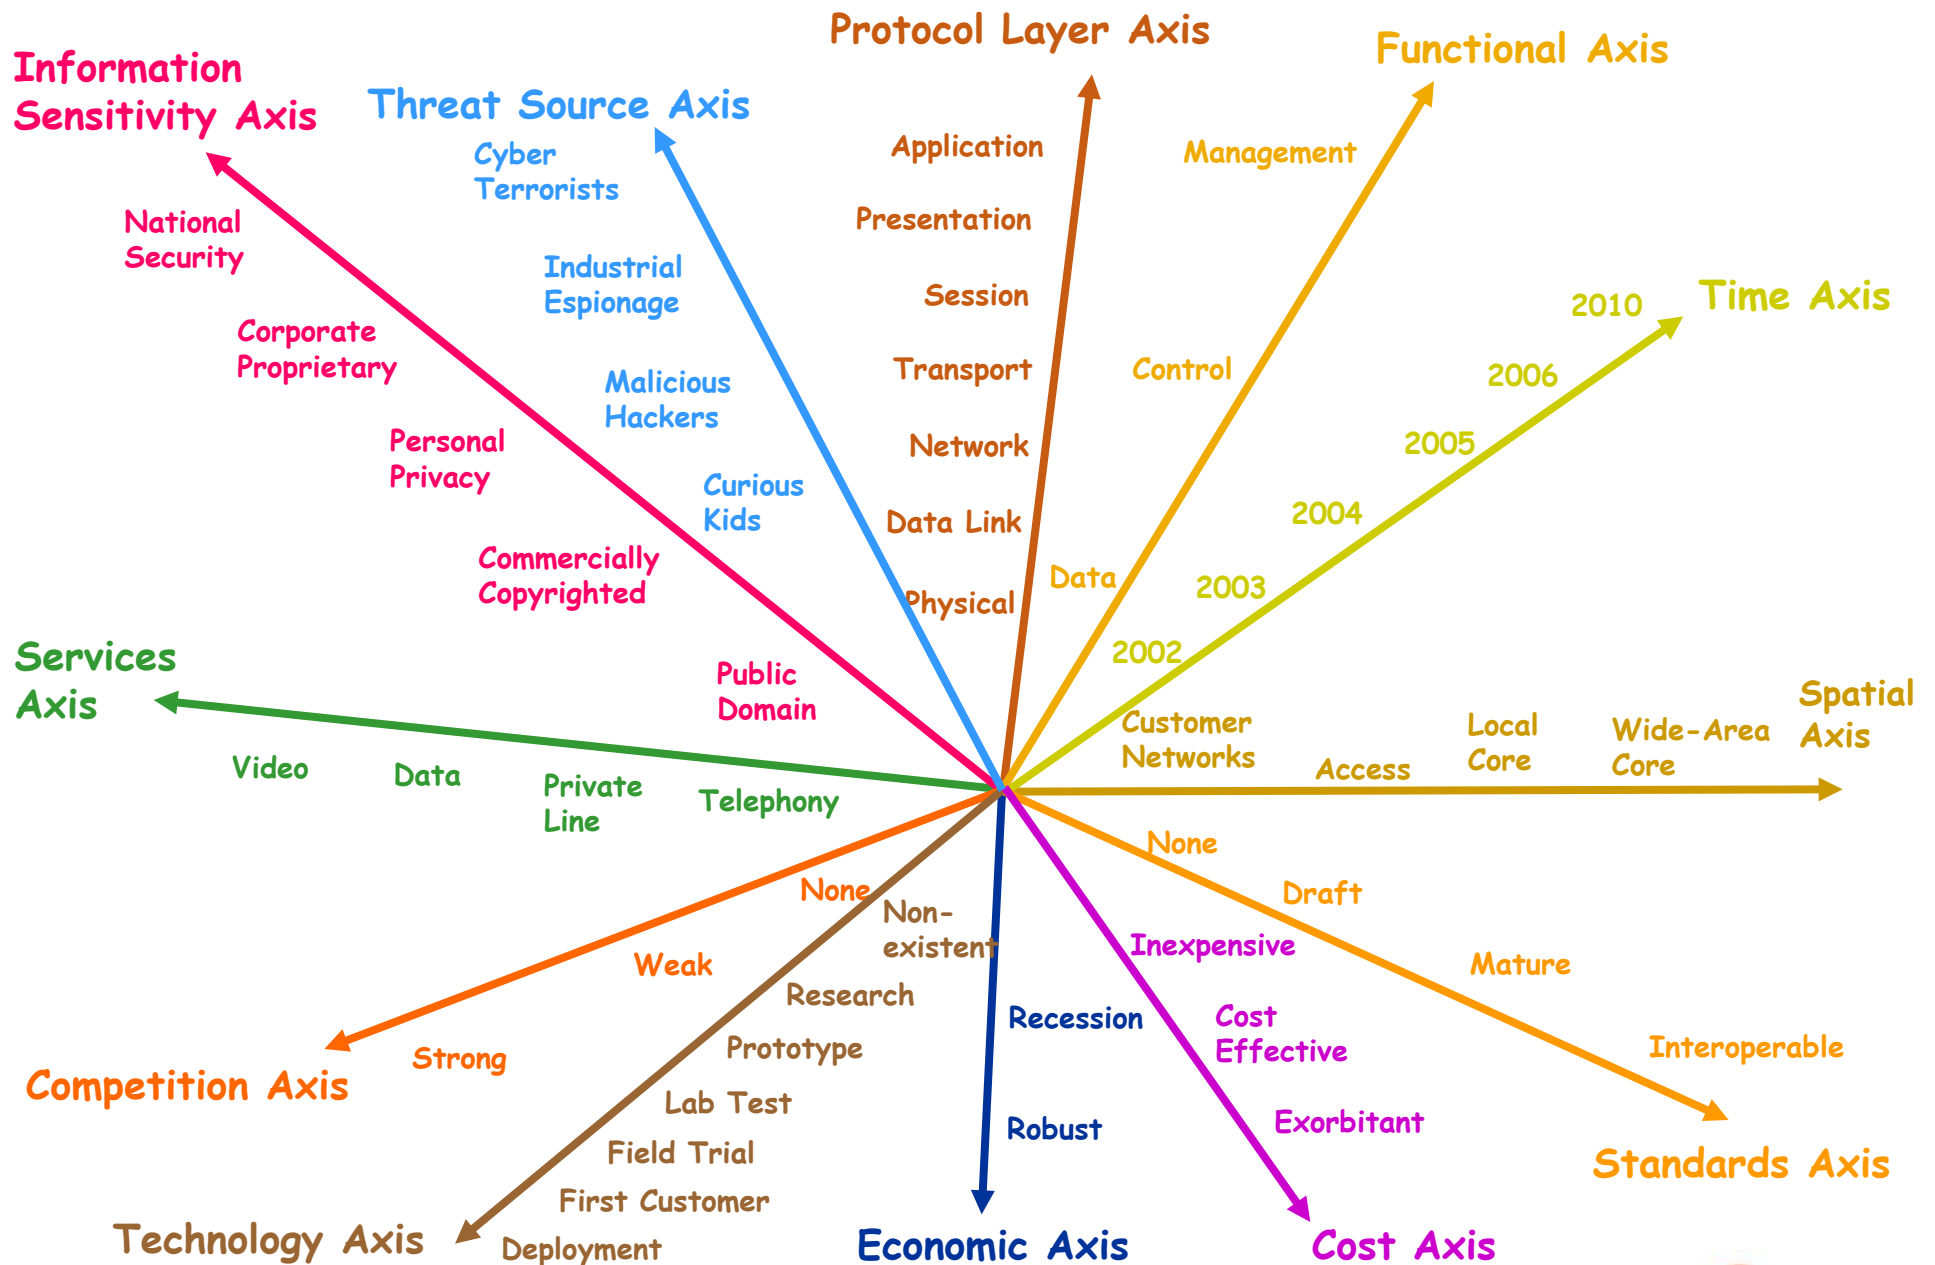 Protocol Layer Axis
Functional Axis
Information
Sensitivity Axis
Threat Source Axis
Cyber
Terrorists
Application
Management
National
Security
Presentation
Industrial
Espionage
Session
2010
Time Axis
Corporate
Proprietary
Malicious
Hackers
Transport
Control
2006
Personal
Privacy
Network
2005
Curious
Kids
Data Link
2004
Commercially
Copyrighted
Physical
Data
2003
Services
Axis
Public
Domain
2002
Customer
Networks
Access
Local
Core
Wide-Area
Core
Spatial
Axis
Video
Data
Private
Line
Telephony
None
Draft
Mature
Interoperable
Standards Axis
None
Weak
Strong
Competition Axis
Non-
existent
Research
Prototype
Lab Test
Field Trial
First Customer
Deployment
Technology Axis
Recession
Robust
Economic Axis
Inexpensive
Cost
Effective
Exorbitant
Cost Axis